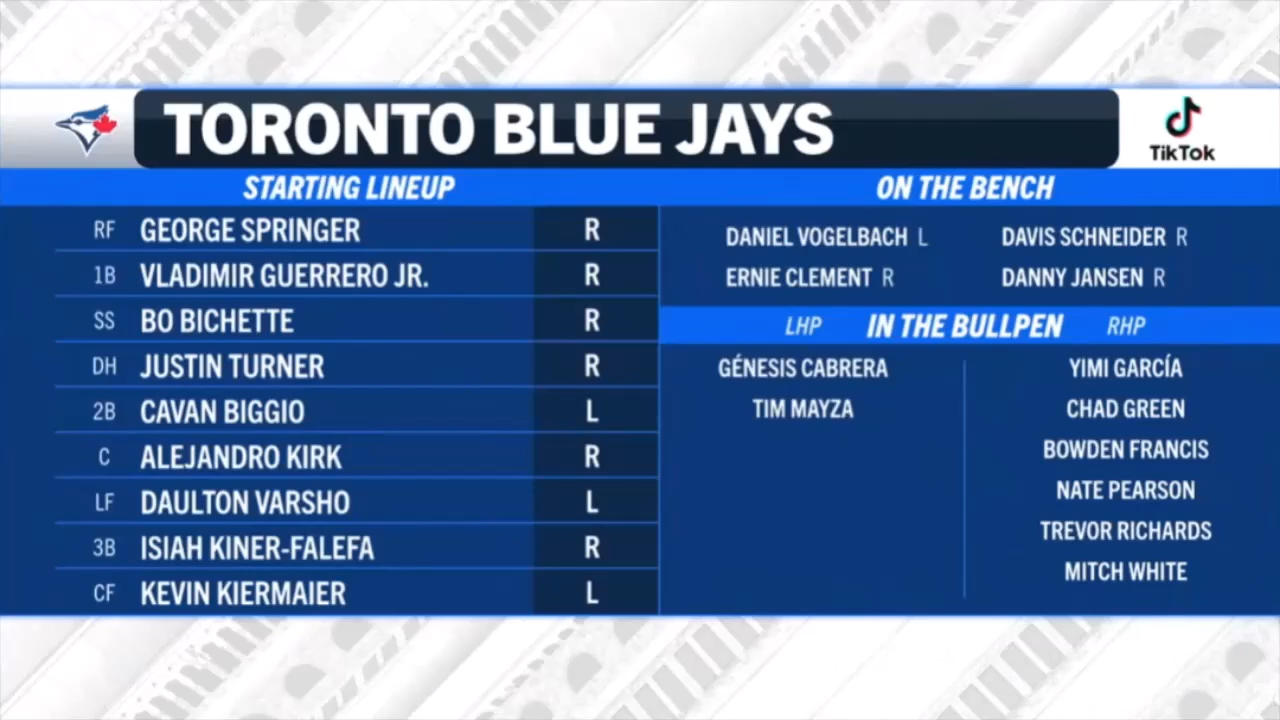 TORONTO BLUE JAYS
TikTok
STARTING LINEUP
RF GEORGE SPRINGER R
1B VLADIMIR GUERRERO JR. R
SS BO BICHETTE R
DH JUSTIN TURNER R
2B CAVAN BIGGIO L
C ALEJANDRO KIRK R
LF DAULTON VARSHO L
3B ISIAH KINER-FALEFA R
CF KEVIN KIERMAIER L
ON THE BENCH
DANIEL VOGELBACH L DAVIS SCHNEIDER R
ERNIE CLEMENT R DANNY JANSEN R
LHP IN THE BULLPEN RHP
GÉNESIS CABRERA YIMI GARCÍA
TIM MAYZA CHAD GREEN
BOWDEN FRANCIS
NATE PEARSON
TREVOR RICHARDS
MITCH WHITE